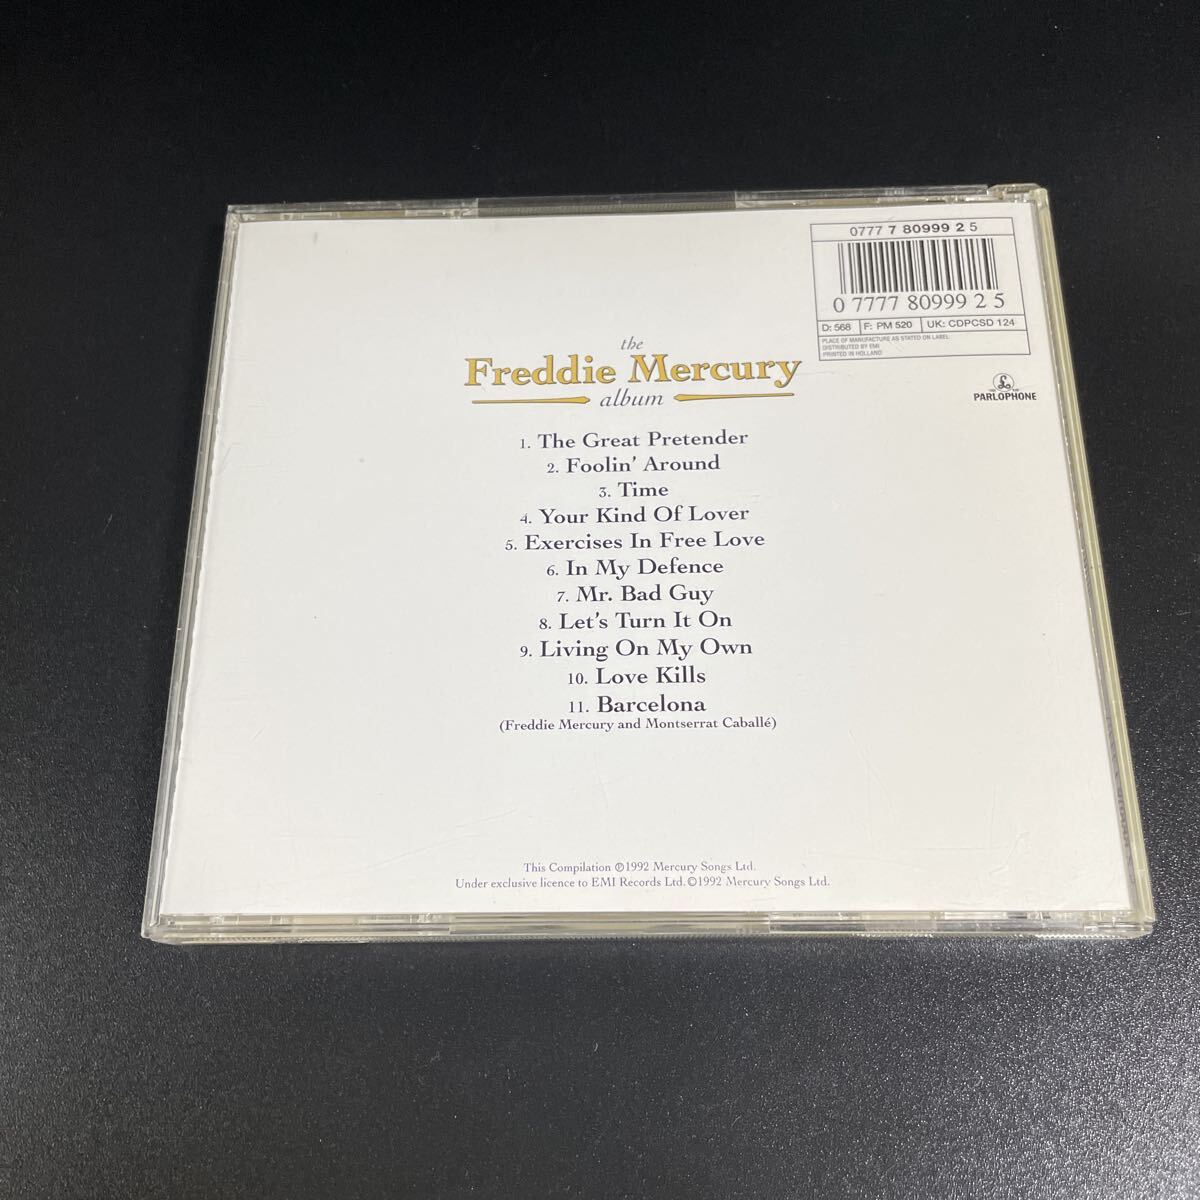 0777 7 80999 2 5
0 77777 80999 2 5
D: 568 F: PM 520 UK: CDPCSD 124
PLACE OF MANUFACTURE AS STATED ON LABEL
DISTRIBUTED BY EMI
PRINTED IN HOLLAND
PARLOPHONE
the
Freddie Mercury
album
1. The Great Pretender
2. Foolin' Around
3. Time
4. Your Kind Of Lover
5. Exercises In Free Love
6. In My Defence
7. Mr. Bad Guy
8. Let's Turn It On
9. Living On My Own
10. Love Kills
11. Barcelona
(Freddie Mercury and Montserrat Caballé)
This Compilation ℗1992 Mercury Songs Ltd.
Under exclusive licence to EMI Records Ltd.©1992 Mercury Songs Ltd.